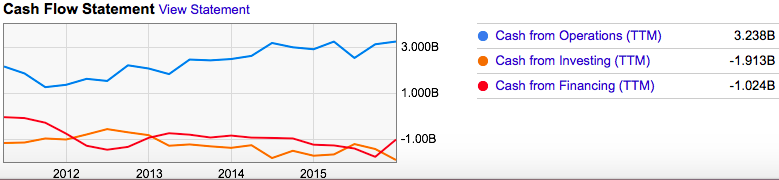 Cash Flow Statement View Statement
3.000B
1.000B
-1.00B
2012 2013 2014 2015
Cash from Operations (TTM) 3.238B
Cash from Investing (TTM) -1.913B
Cash from Financing (TTM) -1.024B